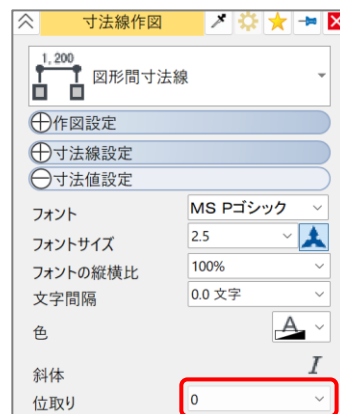 寸法線作図
1,200
図形間寸法線
作図設定
寸法線設定
寸法値設定
フォント MS Pゴシック
フォントサイズ 2.5
フォントの縦横比 100%
文字間隔 0.0 文字
色 A
斜体 I
位取り 0